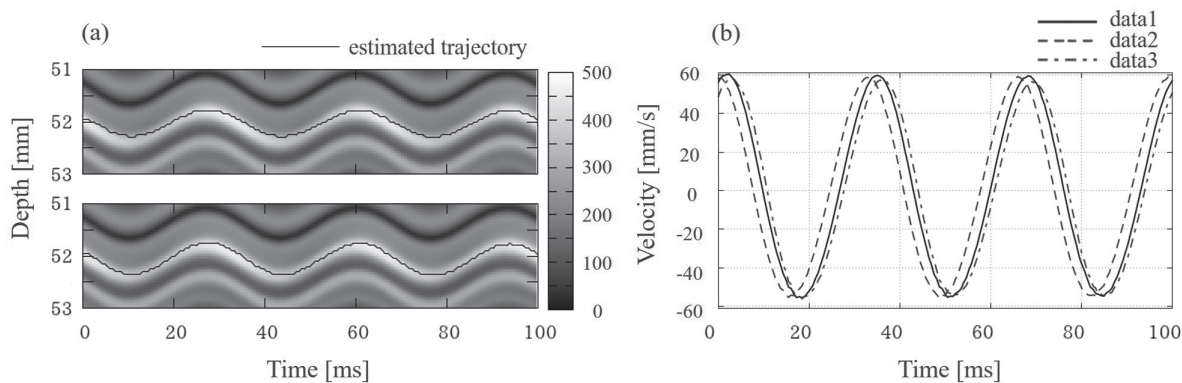 (a)
estimated trajectory
51
52
53
51
52
53
Depth [mm]
0 20 40 60 80 100
Time [ms]
500
400
300
200
100
0
(b)
data1
data2
data3
60
40
20
0
-20
-40
-60
Velocity [mm/s]
0 20 40 60 80 100
Time [ms]